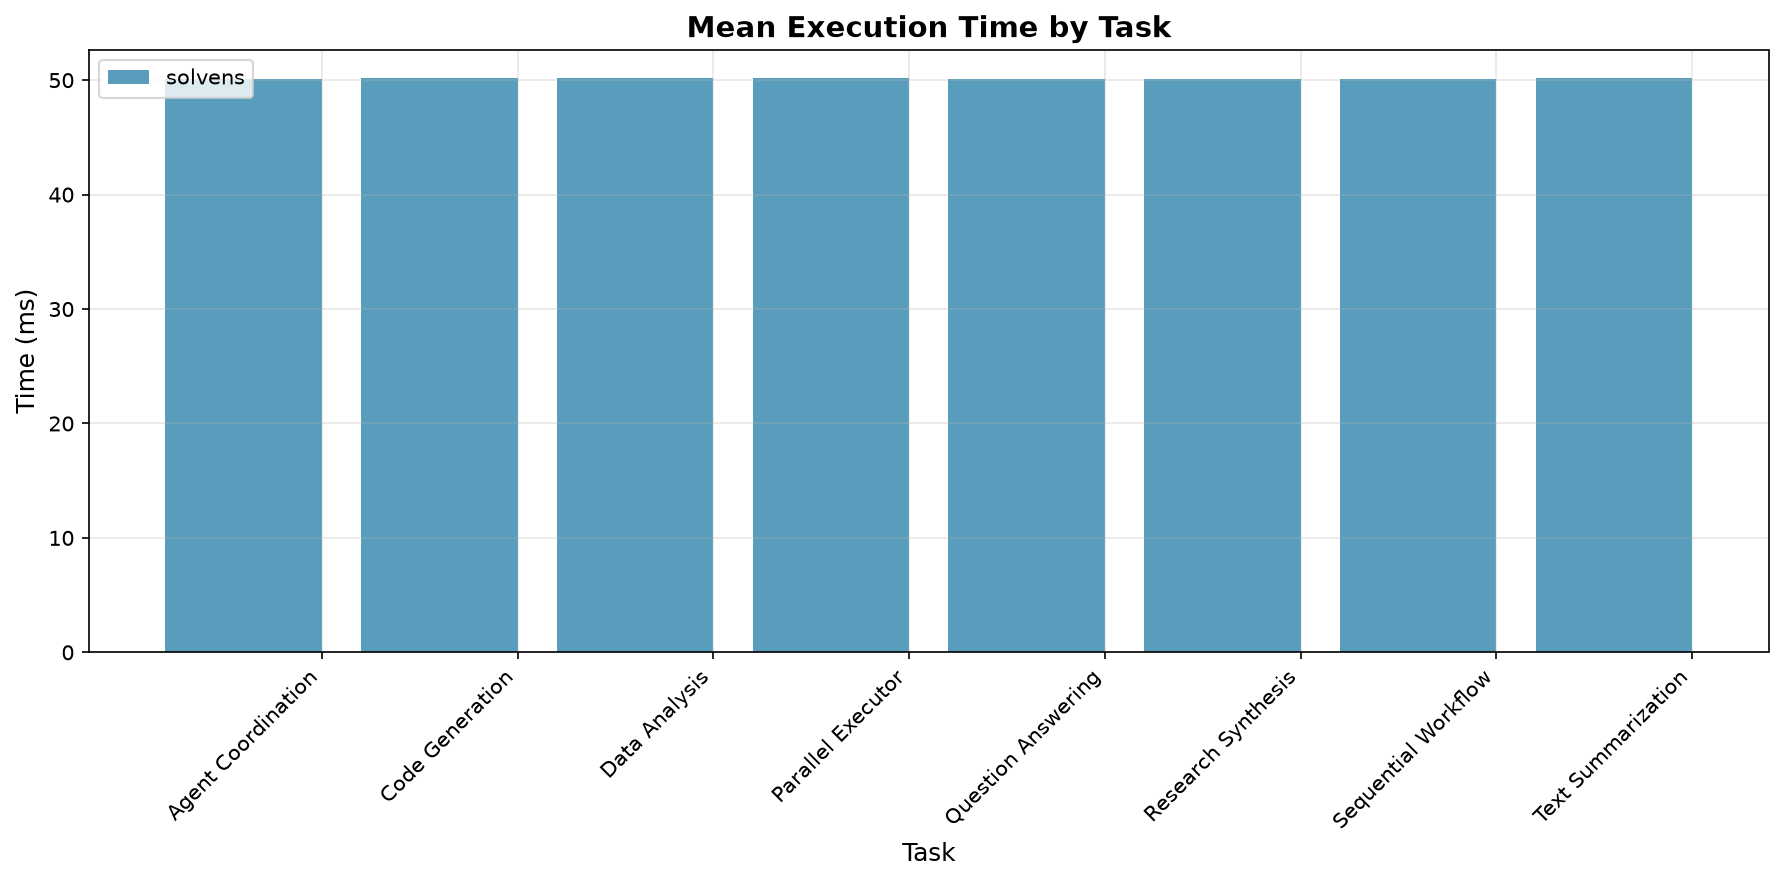 Mean Execution Time by Task
solvens
50
40
30
20
10
0
Time (ms)
Agent Coordination
Code Generation
Data Analysis
Parallel Executor
Question Answering
Research Synthesis
Sequential Workflow
Text Summarization
Task